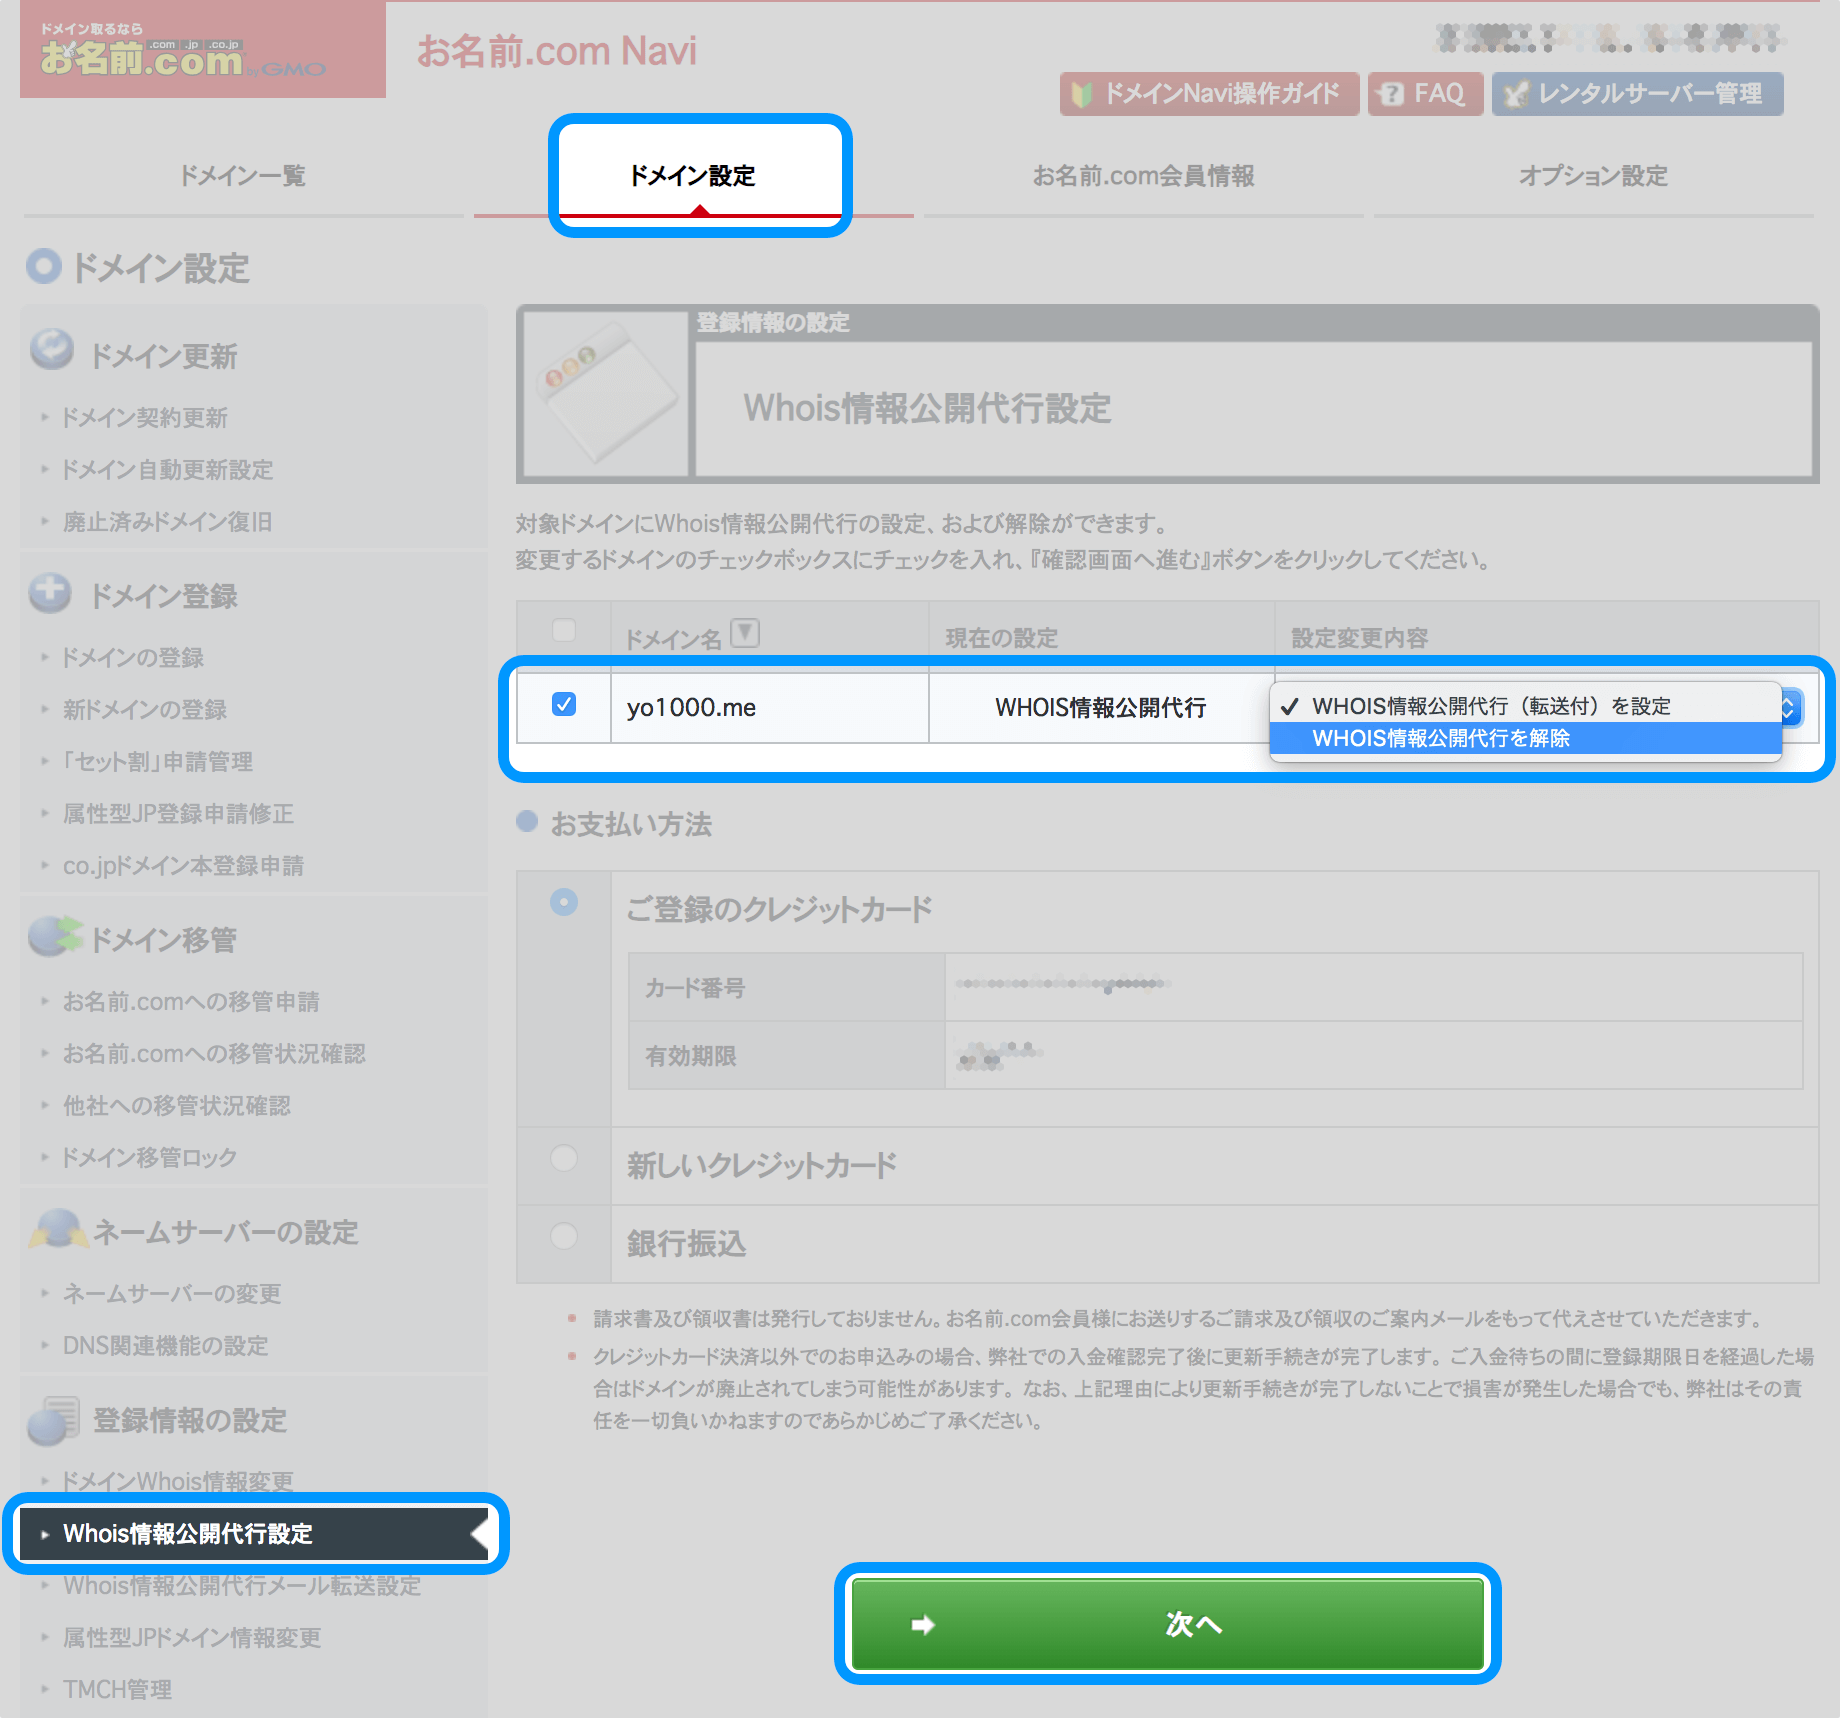 ドメイン取るなら
お名前.com
.com .jp .co.jp
by GMO
お名前.com Navi
ドメインNavi操作ガイド
FAQ
レンタルサーバー管理
ドメイン一覧
ドメイン設定
お名前.com会員情報
オプション設定
ドメイン設定
ドメイン更新
ドメイン契約更新
ドメイン自動更新設定
廃止済みドメイン復旧
ドメイン登録
ドメインの登録
新ドメインの登録
「セット割」申請管理
属性型JP登録申請修正
co.jpドメイン本登録申請
ドメイン移管
お名前.comへの移管申請
お名前.comへの移管状況確認
他社への移管状況確認
ドメイン移管ロック
ネームサーバーの設定
ネームサーバーの変更
DNS関連機能の設定
登録情報の設定
ドメインWhois情報変更
Whois情報公開代行設定
Whois情報公開代行メール転送設定
属性型JPドメイン情報変更
TMCH管理
登録情報の設定
Whois情報公開代行設定
対象ドメインにWhois情報公開代行の設定、および解除ができます。
変更するドメインのチェックボックスにチェックを入れ、『確認画面へ進む』ボタンをクリックしてください。
ドメイン名 ▼
現在の設定
設定変更内容
yo1000.me
WHOIS情報公開代行
✓ WHOIS情報公開代行（転送付）を設定
WHOIS情報公開代行を解除
お支払い方法
ご登録のクレジットカード
カード番号
有効期限
新しいクレジットカード
銀行振込
請求書及び領収書は発行しておりません。お名前.com会員様にお送りするご請求及び領収のご案内メールをもって代えさせていただきます。
クレジットカード決済以外でのお申込みの場合、弊社での入金確認完了後に更新手続きが完了します。ご入金待ちの間に登録期限日を経過した場
合はドメインが廃止されてしまう可能性があります。なお、上記理由により更新手続きが完了しないことで損害が発生した場合でも、弊社はその責
任を一切負いかねますのであらかじめご了承ください。
次へ